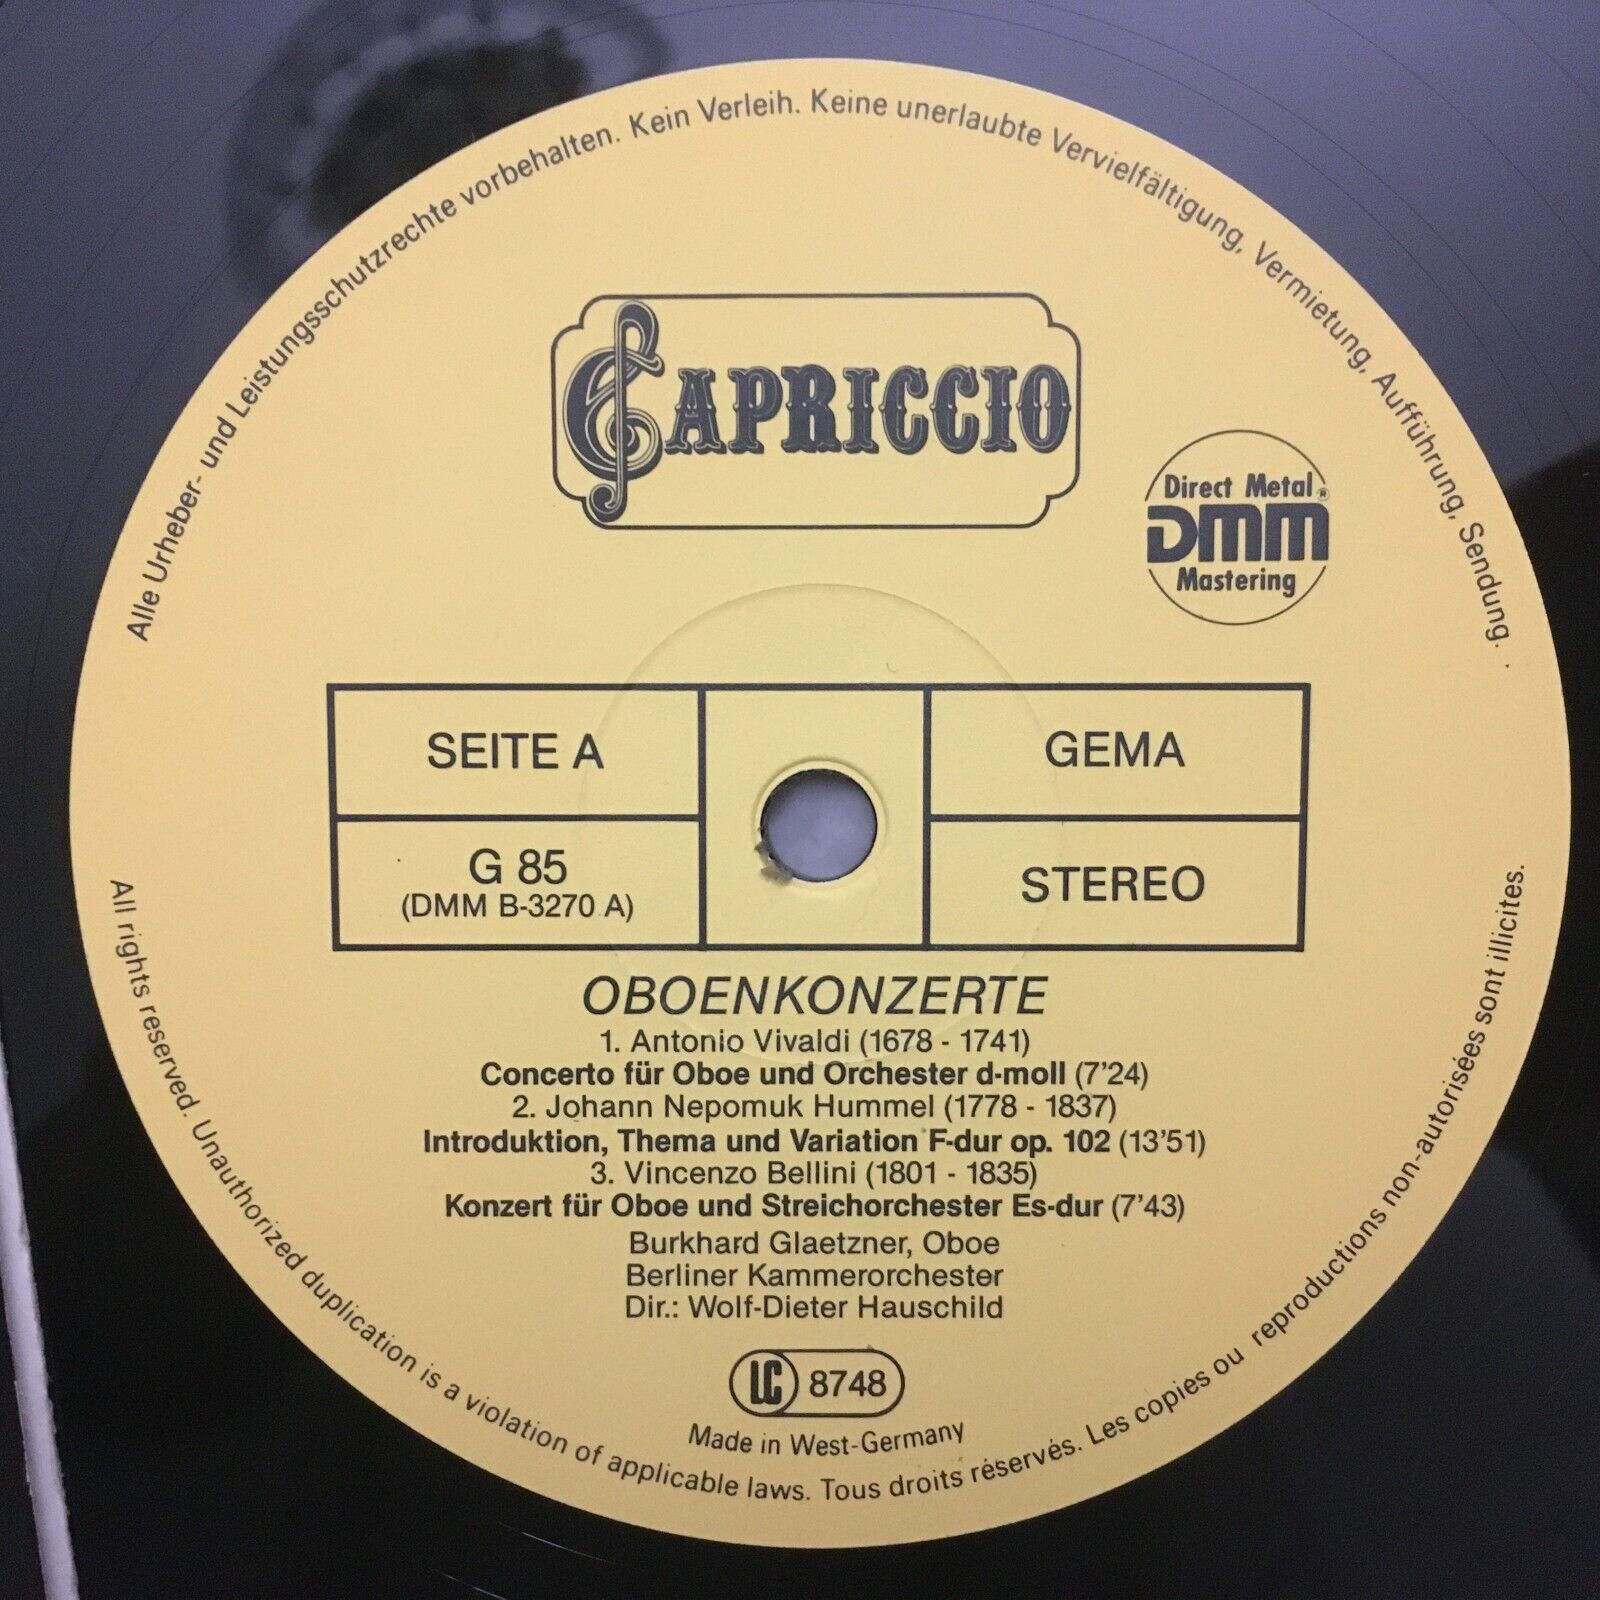 Alle Urheber- und Leistungsschutzrechte vorbehalten. Kein Verleih. Keine unerlaubte Vervielfältigung, Vermietung, Aufführung, Sendung.
CAPRICCIO
Direct Metal ®
DMM
Mastering
SEITE A
GEMA
G 85
(DMM B-3270 A)
STEREO
OBOENKONZERTE
1. Antonio Vivaldi (1678 - 1741)
Concerto für Oboe und Orchester d-moll (7'24)
2. Johann Nepomuk Hummel (1778 - 1837)
Introduktion, Thema und Variation F-dur op. 102 (13'51)
3. Vincenzo Bellini (1801 - 1835)
Konzert für Oboe und Streichorchester Es-dur (7'43)
Burkhard Glaetzner, Oboe
Berliner Kammerorchester
Dir.: Wolf-Dieter Hauschild
LC 8748
Made in West-Germany
All rights reserved. Unauthorized duplication is a violation of applicable laws. Tous droits réservés. Les copies ou reproductions non-autorisées sont illicites.